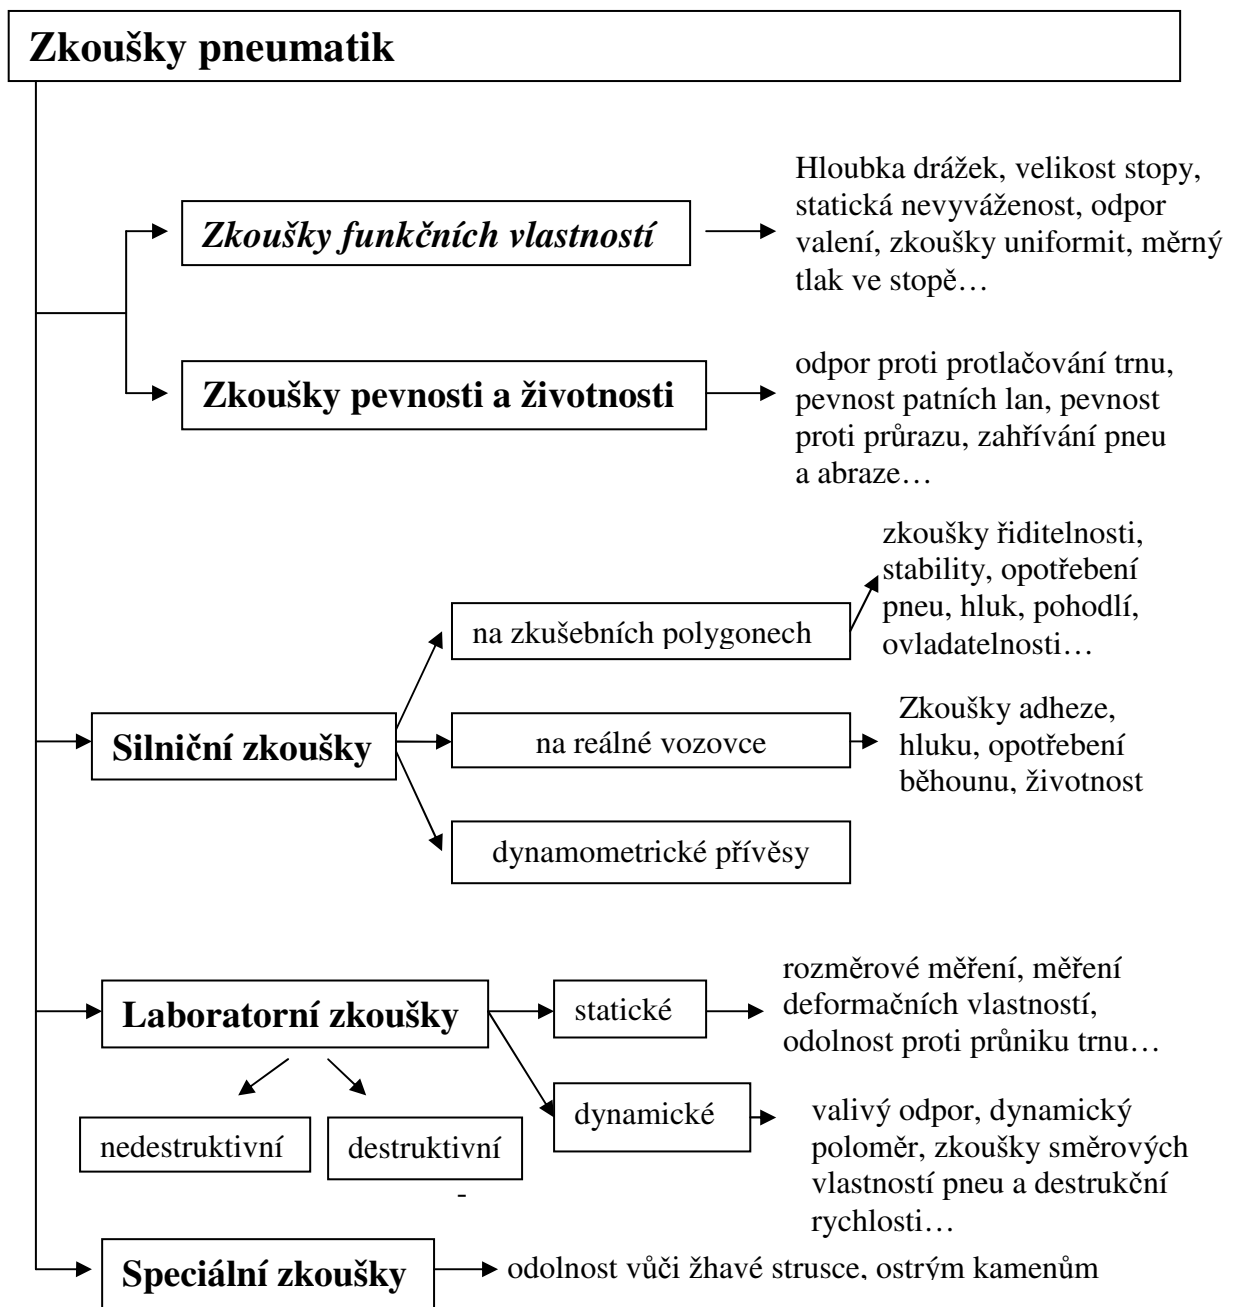 Zkoušky pneumatik
Zkoušky funkčních vlastností
Hloubka drážek, velikost stopy,
statická nevyváženost, odpor
valení, zkoušky uniformit, měrný
tlak ve stopě…
Zkoušky pevnosti a životnosti
odpor proti protlačování trnu,
pevnost patních lan, pevnost
proti průrazu, zahřívání pneu
a abraze…
Silniční zkoušky
na zkušebních polygonech
zkoušky řiditelnosti,
stability, opotřebení
pneu, hluk, pohodlí,
ovladatelnosti…
na reálné vozovce
Zkoušky adheze,
hluku, opotřebení
běhounu, životnost
dynamometrické přívěsy
Laboratorní zkoušky
statické
rozměrové měření, měření
deformačních vlastností,
odolnost proti průniku trnu…
dynamické
valivý odpor, dynamický
poloměr, zkoušky směrových
vlastností pneu a destrukční
rychlosti…
nedestruktivní
destruktivní
-
Speciální zkoušky
odolnost vůči žhavé strusce, ostrým kamenům